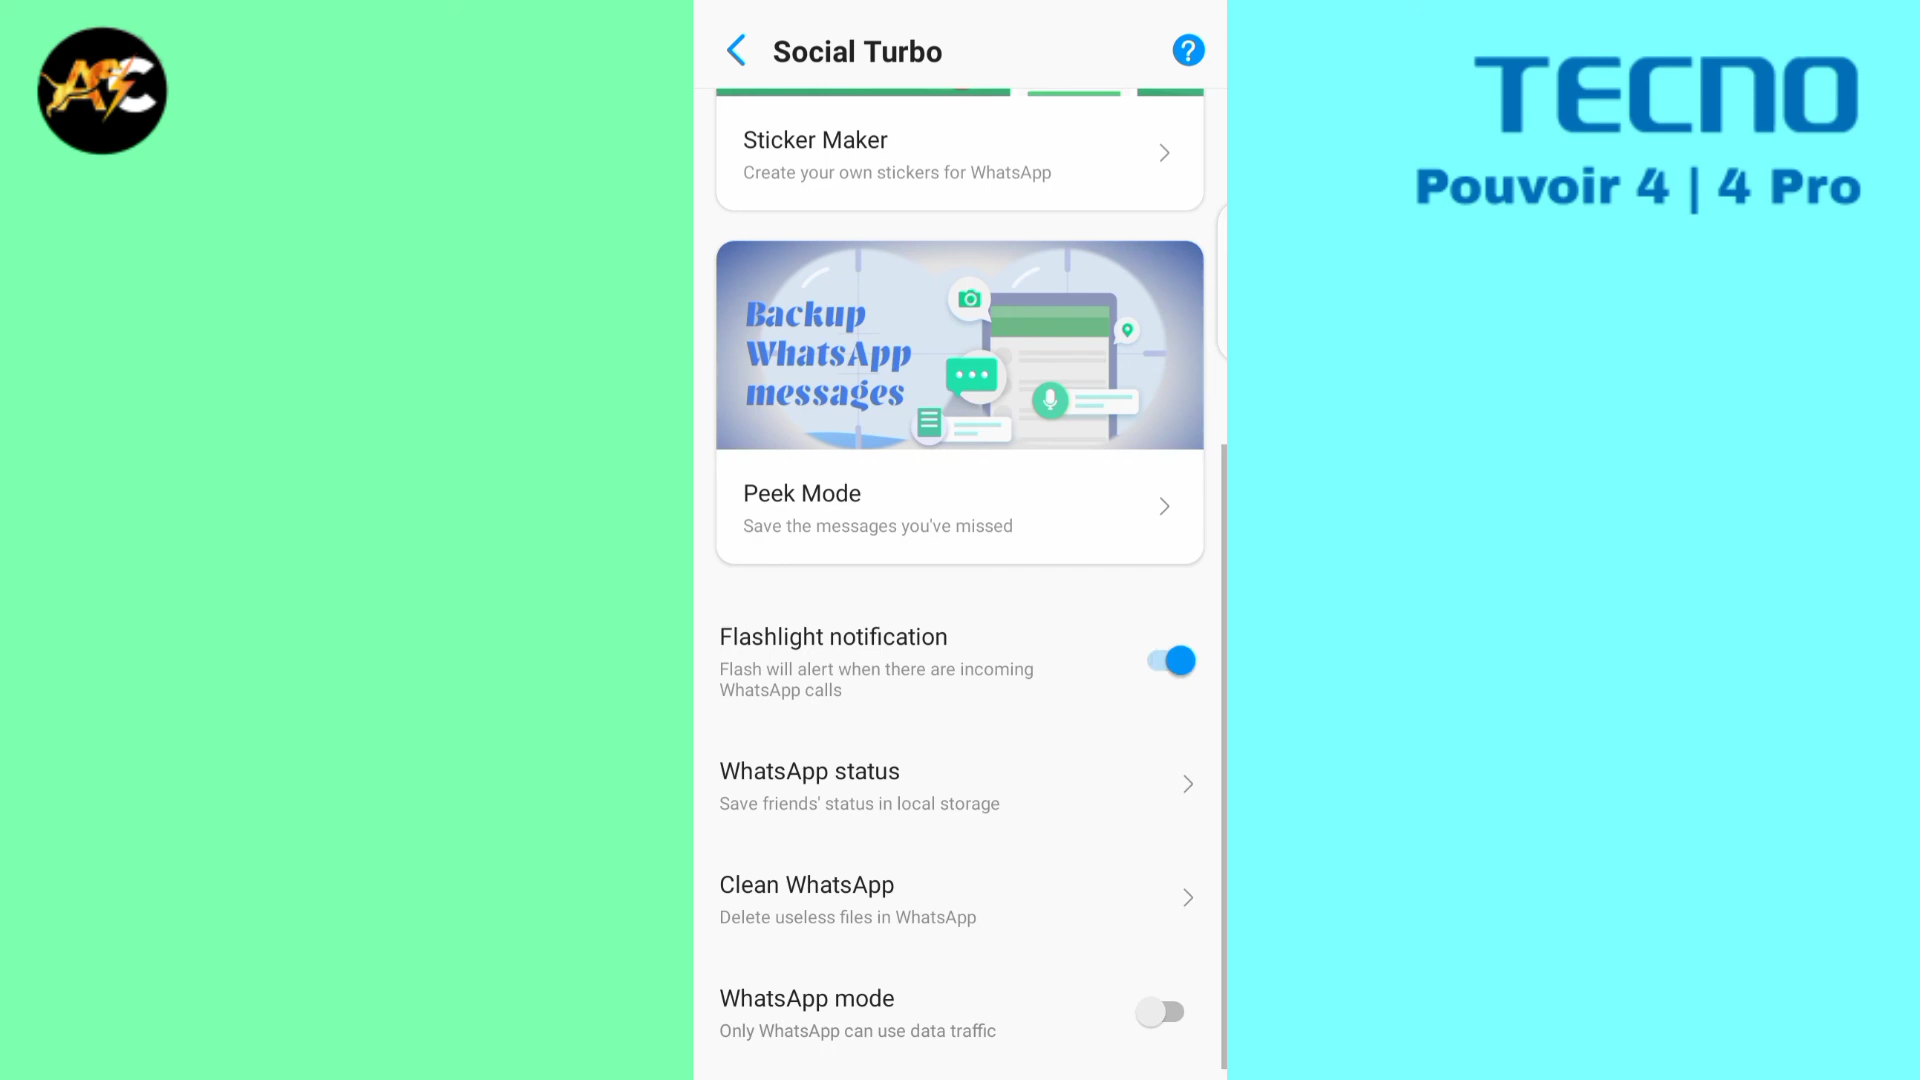 AC
TECNO
Pouvoir 4 | 4 Pro
Social Turbo
?
Sticker Maker
Create your own stickers for WhatsApp
Backup
WhatsApp
messages
Peek Mode
Save the messages you've missed
Flashlight notification
Flash will alert when there are incoming
WhatsApp calls
WhatsApp status
Save friends' status in local storage
Clean WhatsApp
Delete useless files in WhatsApp
WhatsApp mode
Only WhatsApp can use data traffic